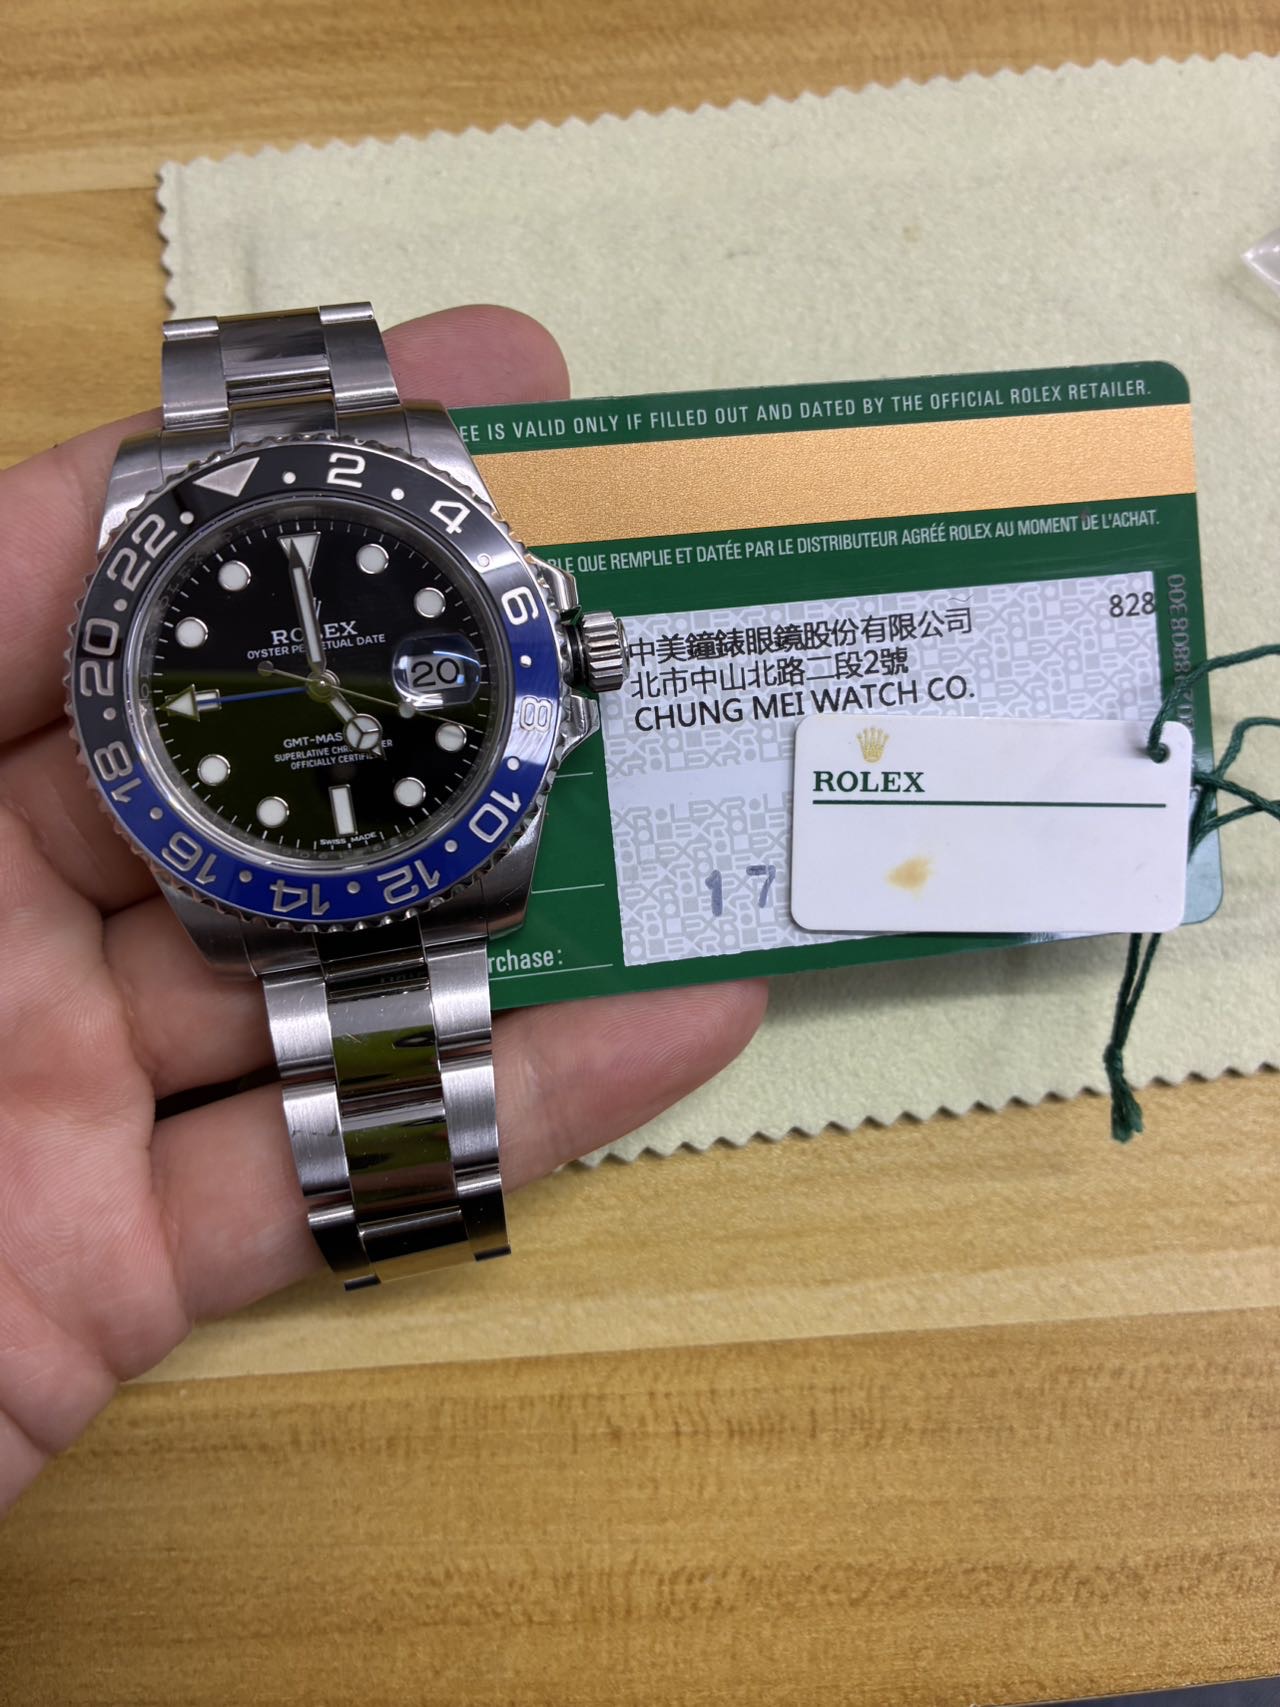 2
4
6
8
10
12
14
16
18
20
22
ROLEX
OYSTER PERPETUAL DATE
20
GMT-MAS
SUPERLATIVE CHR METER
OFFICIALLY CERTIFIE
SWISS MADE
EE IS VALID ONLY IF FILLED OUT AND DATED BY THE OFFICIAL ROLEX RETAILER.
BLE QUE REMPLIE ET DATÉE PAR LE DISTRIBUTEUR AGRÉÉ ROLEX AU MOMENT DE L'ACHAT.
828
中美鐘錶眼鏡股份有限公司
北市中山北路二段2號
CHUNG MEI WATCH CO.
17
rchase:
ROLEX